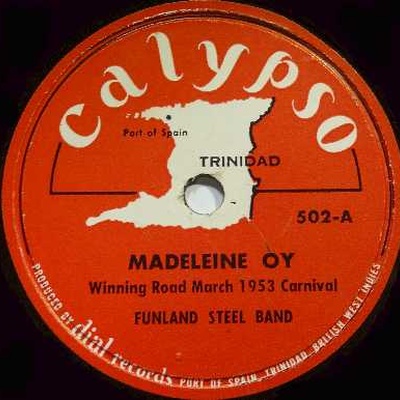 calypso
Port of Spain
TRINIDAD
502-A
MADELEINE OY
Winning Road March 1953 Carnival
FUNLAND STEEL BAND
PRODUCED BY dial records PORT OF SPAIN, TRINIDAD, BRITISH WEST INDIES